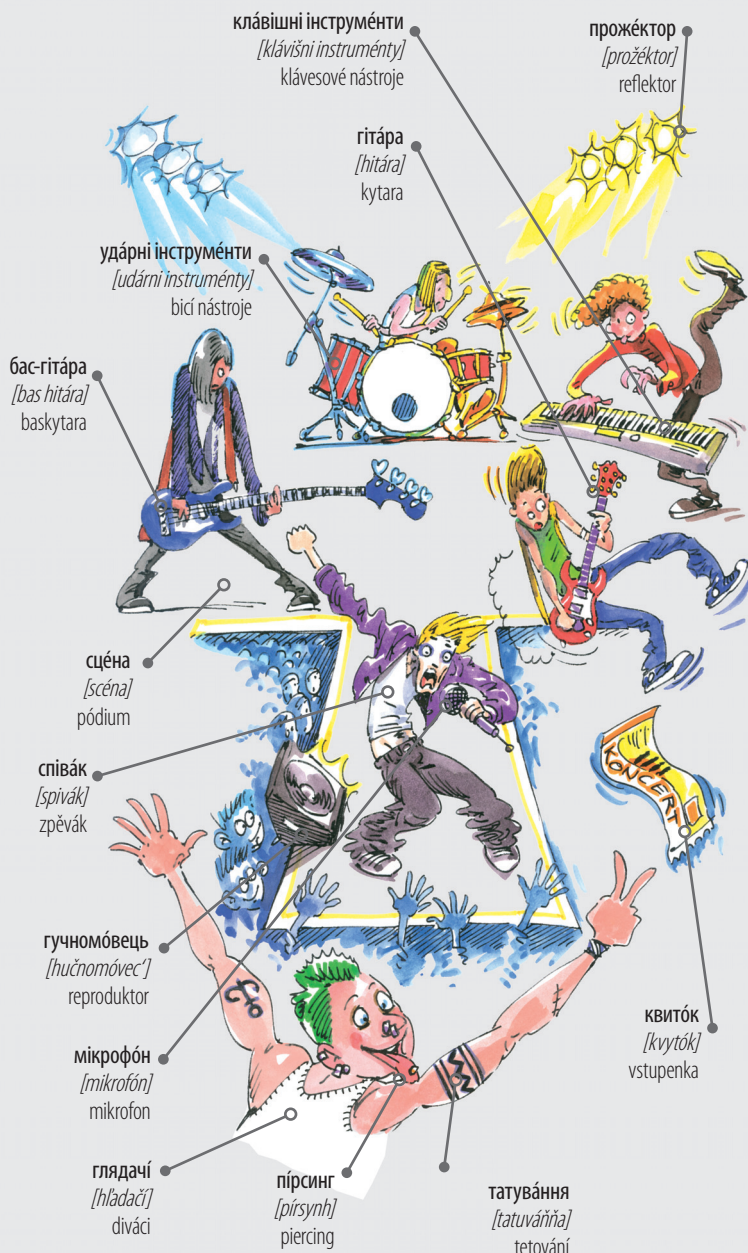 клáвішні інструмéнти
[klávišni instruménty]
klávesové nástroje
прожéктор
[prožéktor]
reflektor
гітáра
[hitára]
kytara
удáрні інструмéнти
[udárni instruménty]
bicí nástroje
бас-гітáра
[bas hitára]
baskytara
сцéна
[scéna]
pódium
співáк
[spivák]
zpěvák
KONCERT
гучномóвець
[hučnomóvecʼ]
reproduktor
квитóк
[kvytók]
vstupenka
мікрофóн
[mikrofón]
mikrofon
глядачí
[hľadačí]
diváci
пíрсинг
[pírsynh]
piercing
татувáння
[tatuváňňa]
tetování